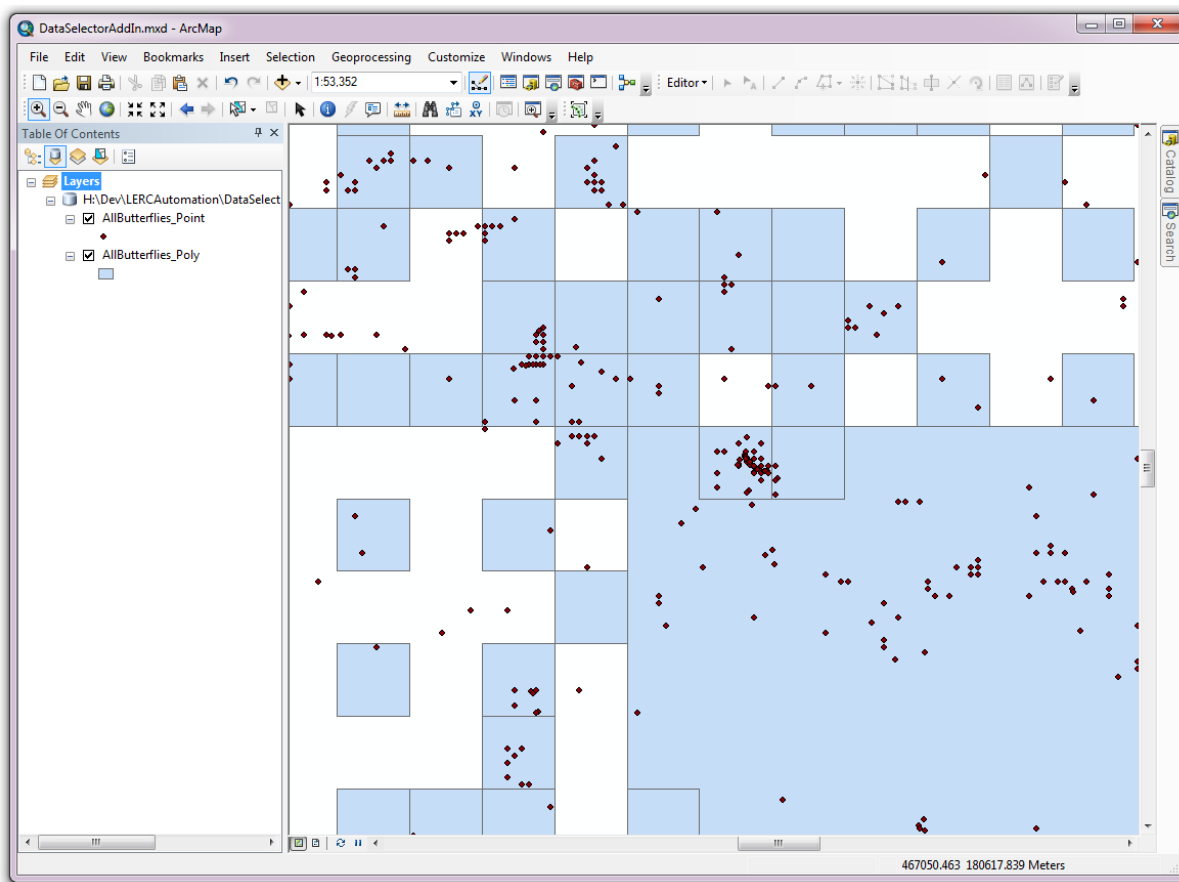 DataSelectorAddIn.mxd - ArcMap
File Edit View Bookmarks Insert Selection Geoprocessing Customize Windows Help
1:53,352 Editor
XY
Table Of Contents
Layers
H:\Dev\LERCAutomation\DataSelect
AllButterflies_Point
AllButterflies_Poly
Catalog
Search
467050.463 180617.839 Meters